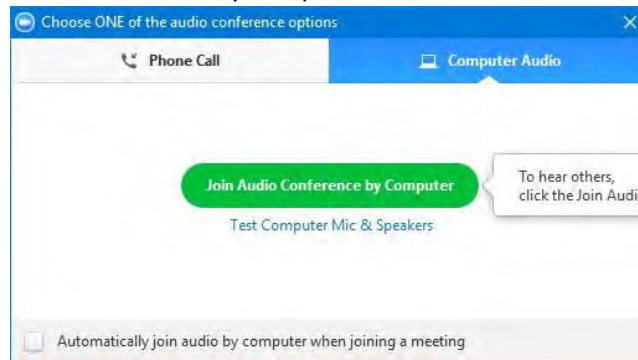 Choose ONE of the audio conference options
Phone Call
Computer Audio
Join Audio Conference by Computer
To hear others,
click the Join Audi
Test Computer Mic & Speakers
Automatically join audio by computer when joining a meeting